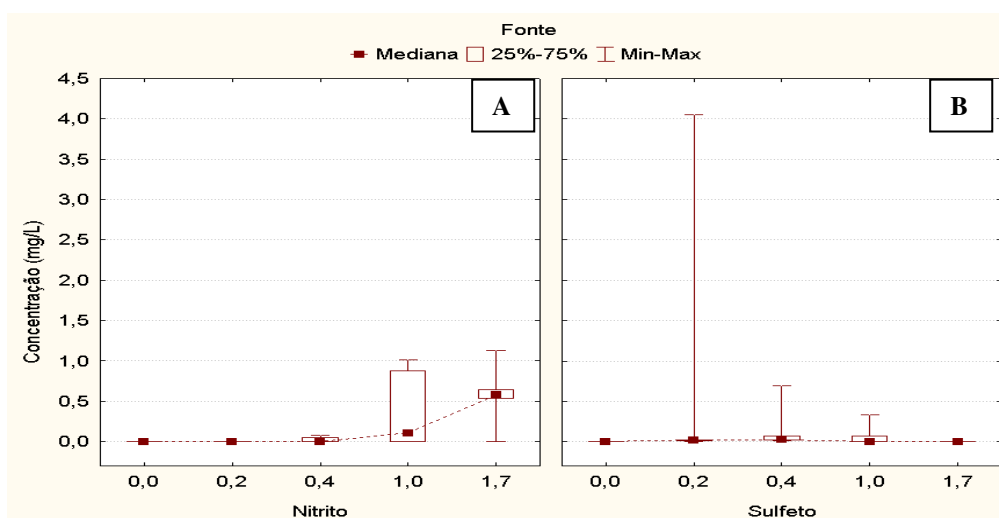 Fonte
Mediana 25%-75% Min-Max
A B
4,5
4,0
3,5
3,0
2,5
2,0
1,5
1,0
0,5
0,0
Concentração (mg/L)
0,0 0,2 0,4 1,0 1,7 0,0 0,2 0,4 1,0 1,7
Nitrito Sulfeto